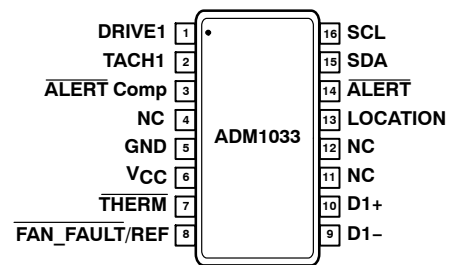 DRIVE1 1
TACH1 2
ALERT Comp 3
NC 4
GND 5
VCC 6
THERM 7
FAN_FAULT/REF 8
ADM1033
16 SCL
15 SDA
14 ALERT
13 LOCATION
12 NC
11 NC
10 D1+
9 D1−